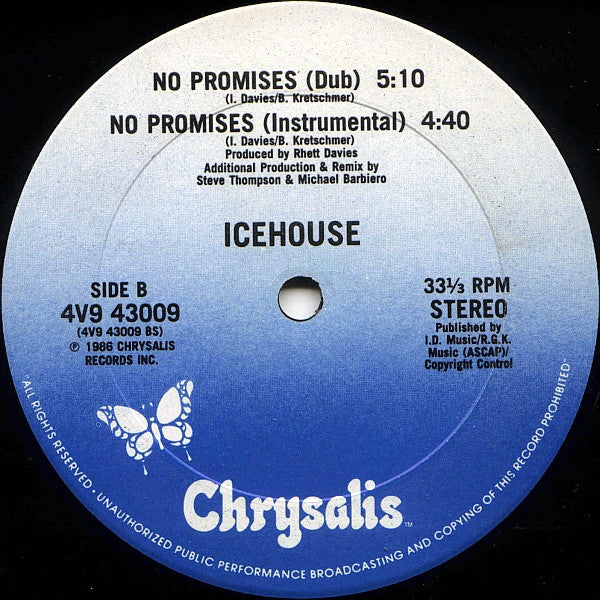 NO PROMISES (Dub) 5:10
(I. Davies/B. Kretschmer)
NO PROMISES (Instrumental) 4:40
(I. Davies/B. Kretschmer)
Produced by Rhett Davies
Additional Production & Remix by
Steve Thompson & Michael Barbiero
ICEHOUSE
SIDE B
4V9 43009
(4V9 43009 BS)
℗ 1986 CHRYSALIS
RECORDS INC.
33⅓ RPM
STEREO
Published by
I.D. Music/R.G.K.
Music (ASCAP)/
Copyright Control
Chrysalis™
"ALL RIGHTS RESERVED • UNAUTHORIZED PUBLIC PERFORMANCE BROADCASTING AND COPYING OF THIS RECORD PROHIBITED"